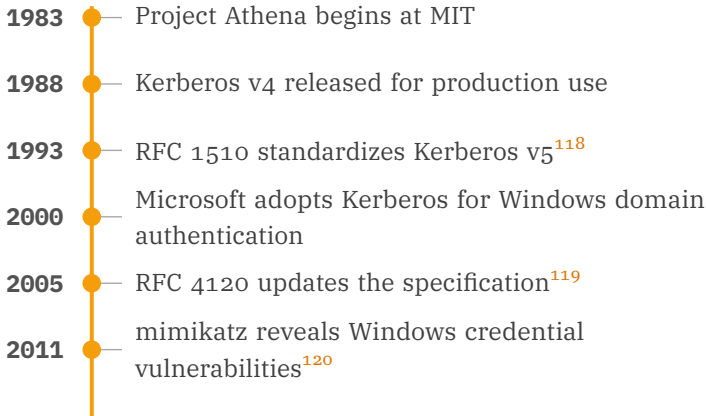 1983 Project Athena begins at MIT
1988 Kerberos v4 released for production use
1993 RFC 1510 standardizes Kerberos v5118
2000 Microsoft adopts Kerberos for Windows domain
authentication
2005 RFC 4120 updates the specification119
2011 mimikatz reveals Windows credential
vulnerabilities120